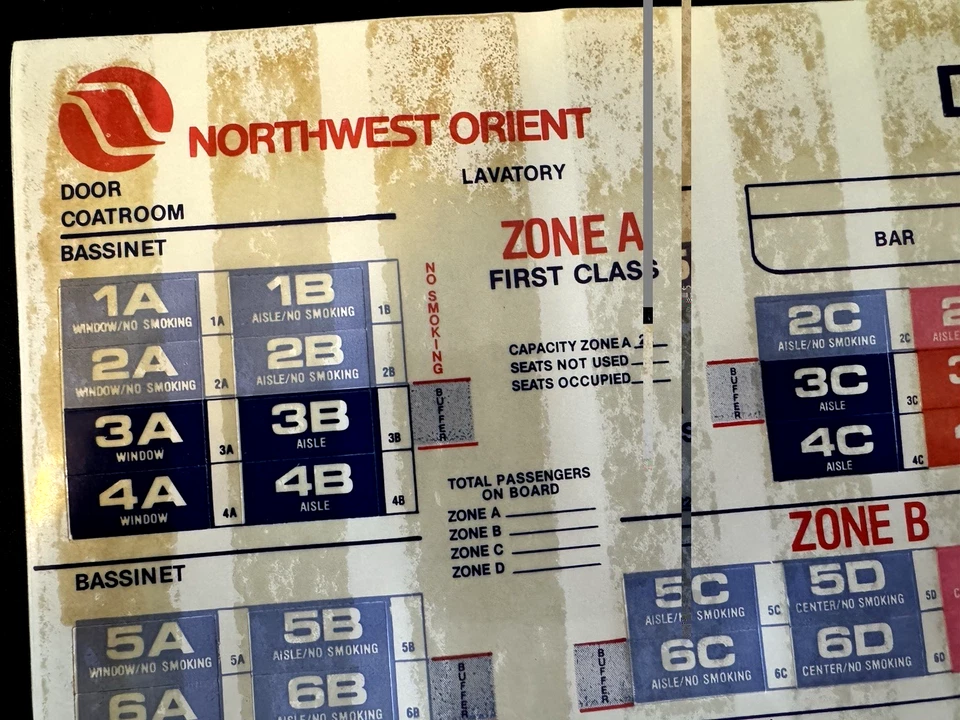 NORTHWEST ORIENT
DOOR
COATROOM
LAVATORY
BASSINET
ZONE A
FIRST CLASS
BAR
1A
WINDOW/NO SMOKING
1A
1B
AISLE/NO SMOKING
1B
2A
WINDOW/NO SMOKING
2A
2B
AISLE/NO SMOKING
2B
NO SMOKING
BUFFER
3A
WINDOW
3A
3B
AISLE
3B
4A
WINDOW
4A
4B
AISLE
4B
CAPACITY ZONE A
SEATS NOT USED
SEATS OCCUPIED
BUFFER
2C
AISLE/NO SMOKING
2C
3C
AISLE
3C
4C
AISLE
4C
TOTAL PASSENGERS
ON BOARD
ZONE A
ZONE B
ZONE C
ZONE D
ZONE B
BASSINET
5A
WINDOW/NO SMOKING
5A
5B
AISLE/NO SMOKING
5B
6A
6B
AISLE/NO SMOKING
6B
BUFFER
BUFFER
5C
AISLE/NO SMOKING
5C
5D
CENTER/NO SMOKING
5D
6C
AISLE/NO SMOKING
6C
6D
CENTER/NO SMOKING
6D